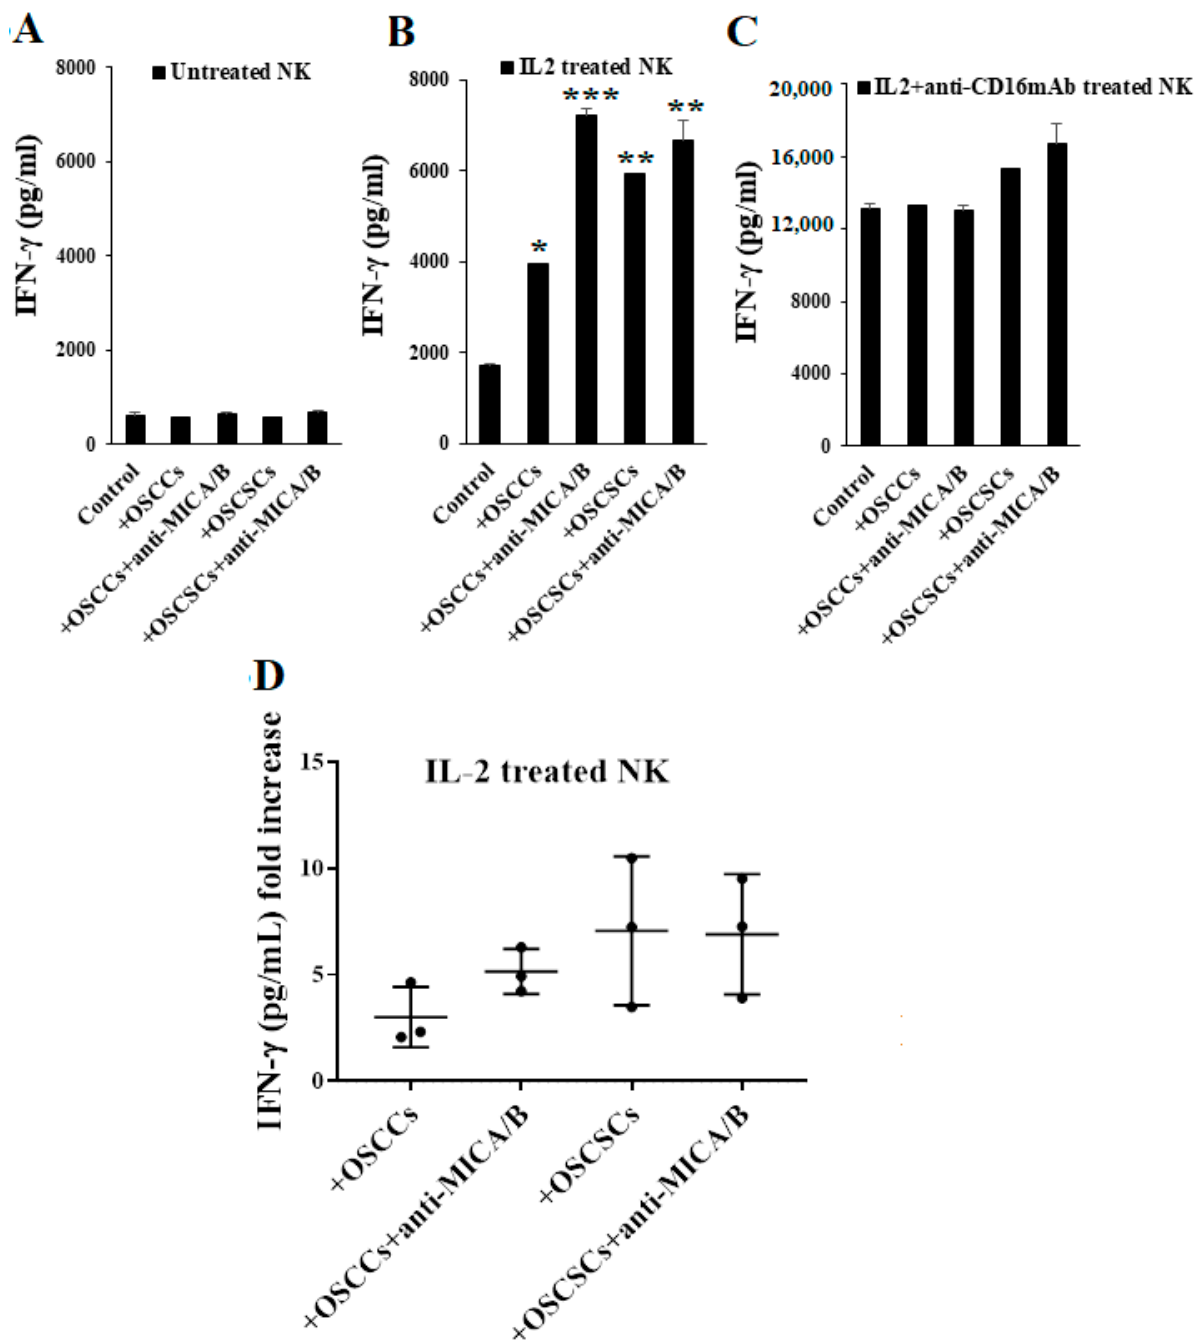 A
Untreated NK
8000
6000
4000
2000
0
IFN-γ (pg/ml)
Control
+OSCCs
+OSCCs+anti-MICA/B
+OSCSCs
+OSCSCs+anti-MICA/B
B
IL2 treated NK
8000
6000
4000
2000
0
IFN-γ (pg/ml)
*
***
**
**
Control
+OSCCs
+OSCCs+anti-MICA/B
+OSCSCs
+OSCSCs+anti-MICA/B
C
IL2+anti-CD16mAb treated NK
20,000
16,000
12,000
8000
4000
0
IFN-γ (pg/ml)
Control
+OSCCs
+OSCCs+anti-MICA/B
+OSCSCs
+OSCSCs+anti-MICA/B
D
IL-2 treated NK
15
10
5
0
IFN-γ (pg/mL) fold increase
+OSCCs
+OSCCs+anti-MICA/B
+OSCSCs
+OSCSCs+anti-MICA/B